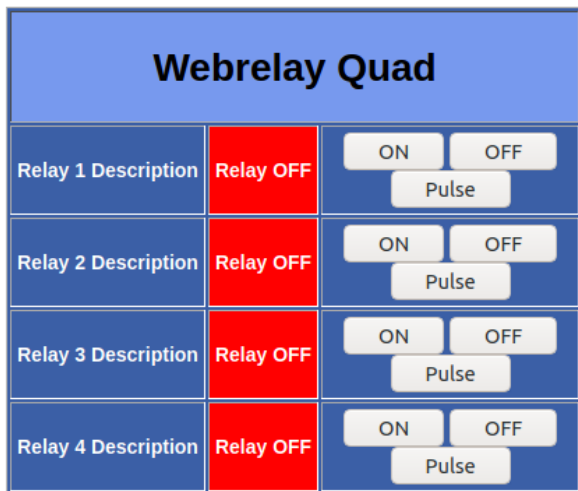 Webrelay Quad
Relay 1 Description Relay OFF ON OFF
Pulse
Relay 2 Description Relay OFF ON OFF
Pulse
Relay 3 Description Relay OFF ON OFF
Pulse
Relay 4 Description Relay OFF ON OFF
Pulse